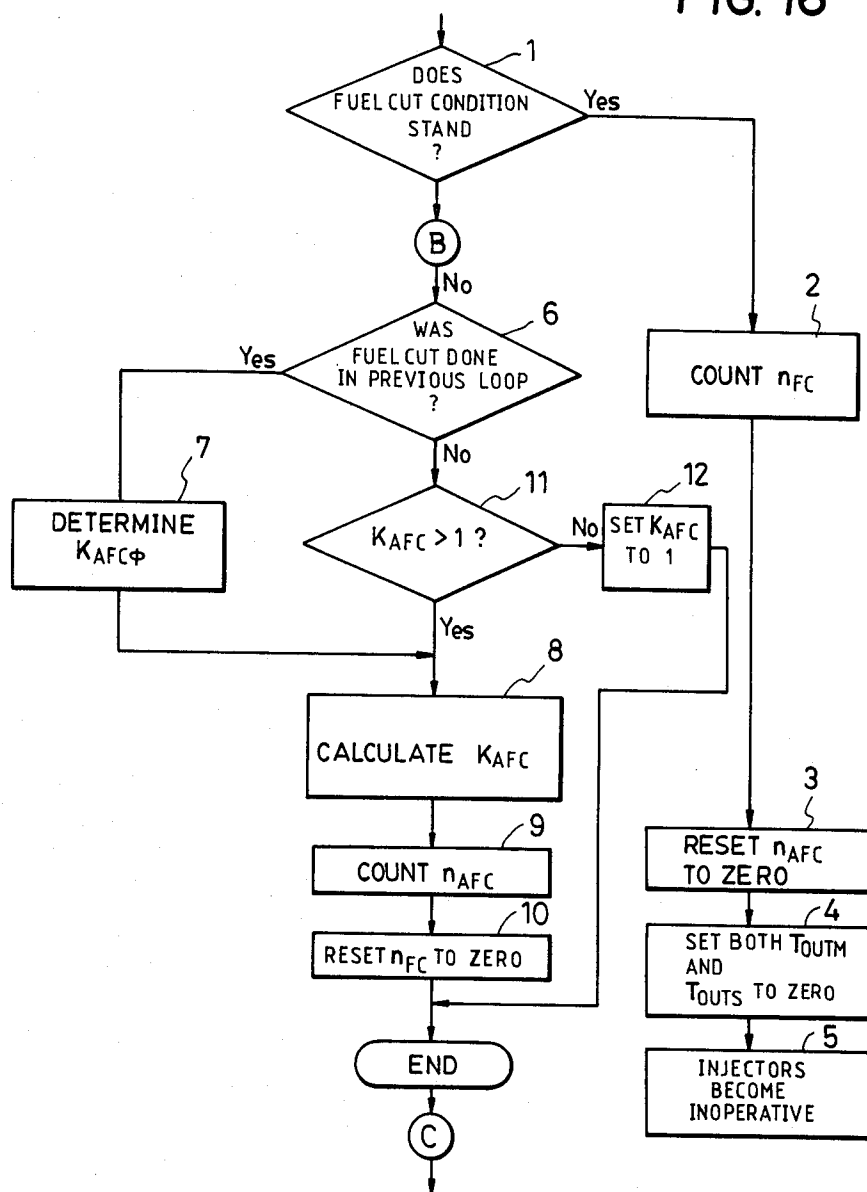 FIG. 16
1
DOES
FUEL CUT CONDITION
STAND
?
Yes
B
No
2
COUNT nFC
6
WAS
FUEL CUT DONE
IN PREVIOUS LOOP
?
Yes
No
7
DETERMINE
KAFCΦ
11
KAFC > 1 ?
No
12
SET KAFC
TO 1
Yes
8
CALCULATE KAFC
3
RESET nAFC
TO ZERO
9
COUNT nAFC
4
SET BOTH TOUTM
AND
TOUTS TO ZERO
10
RESET nFC TO ZERO
5
INJECTORS
BECOME
INOPERATIVE
END
C